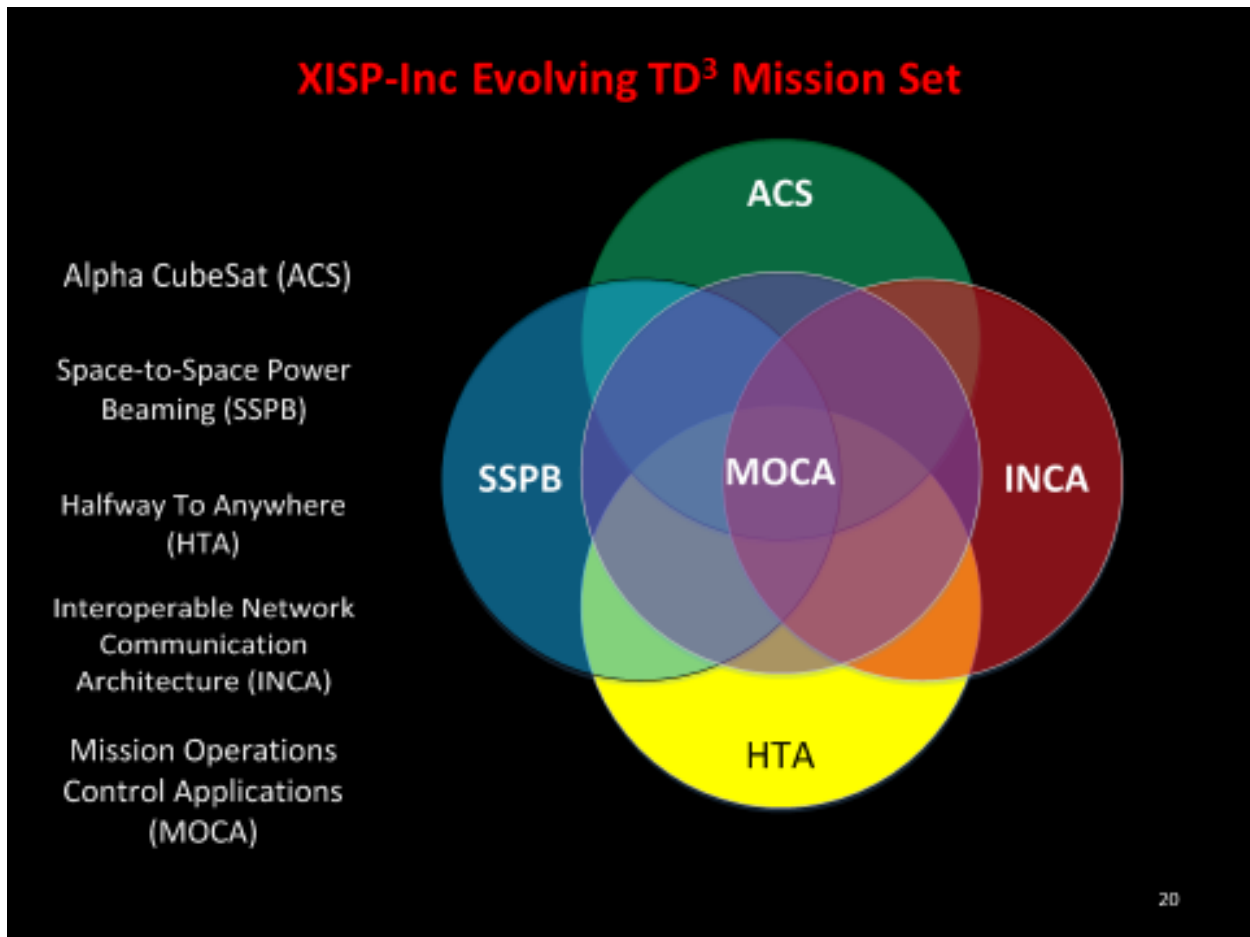 XISP-Inc Evolving TD³ Mission Set
Alpha CubeSat (ACS)
Space-to-Space Power
Beaming (SSPB)
Halfway To Anywhere
(HTA)
Interoperable Network
Communication
Architecture (INCA)
Mission Operations
Control Applications
(MOCA)
ACS
SSPB
MOCA
INCA
HTA
20